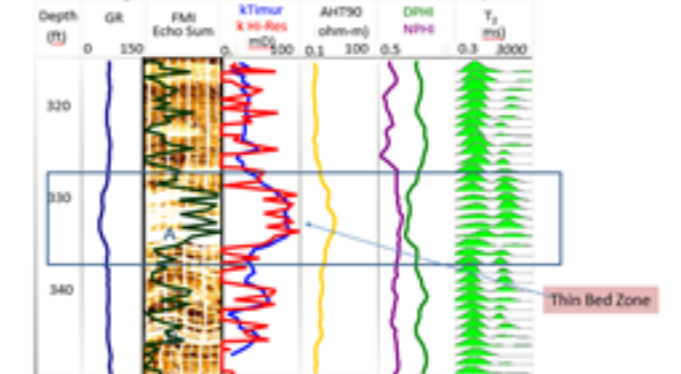 Depth
(ft)
GR
0 150
FMI
Echo Sum
kTimur
k Hi-Res
mD)
0. 100
AHT90
ohm-m)
0.1 100
DPHI
NPHI
0.5
T2
ms)
0.3 3000
320
330
A
340
Thin Bed Zone